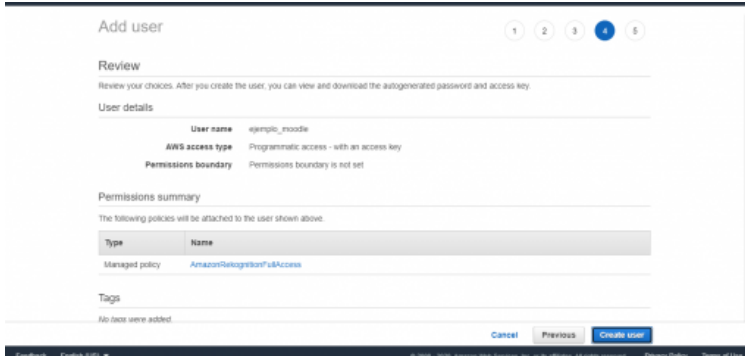 Add user
1 2 3 4 5
Review
Review your choices. After you create the user, you can view and download the autogenerated password and access key.
User details
User name ejemplo_moodle
AWS access type Programmatic access - with an access key
Permissions boundary Permissions boundary is not set
Permissions summary
The following policies will be attached to the user shown above.
Type Name
Managed policy AmazonRekognitionFullAccess
Tags
No tags were added.
Cancel Previous Create user
Feedback English (US) Privacy Policy Terms of Use